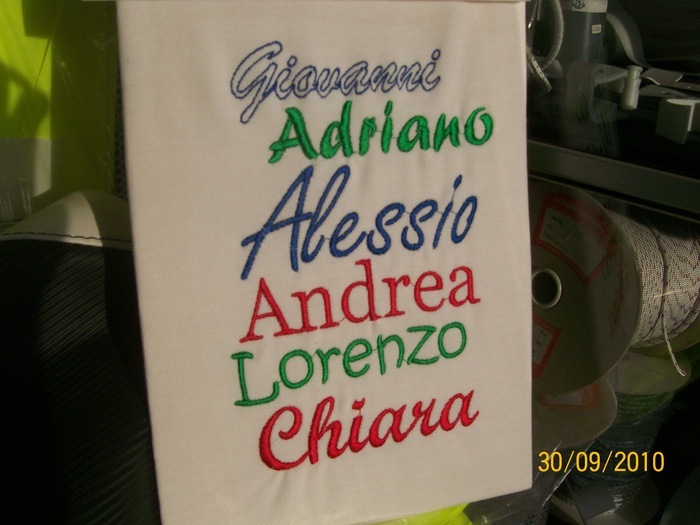 Giovanni
Adriano
Alessio
Andrea
Lorenzo
Chiara
30/09/2010